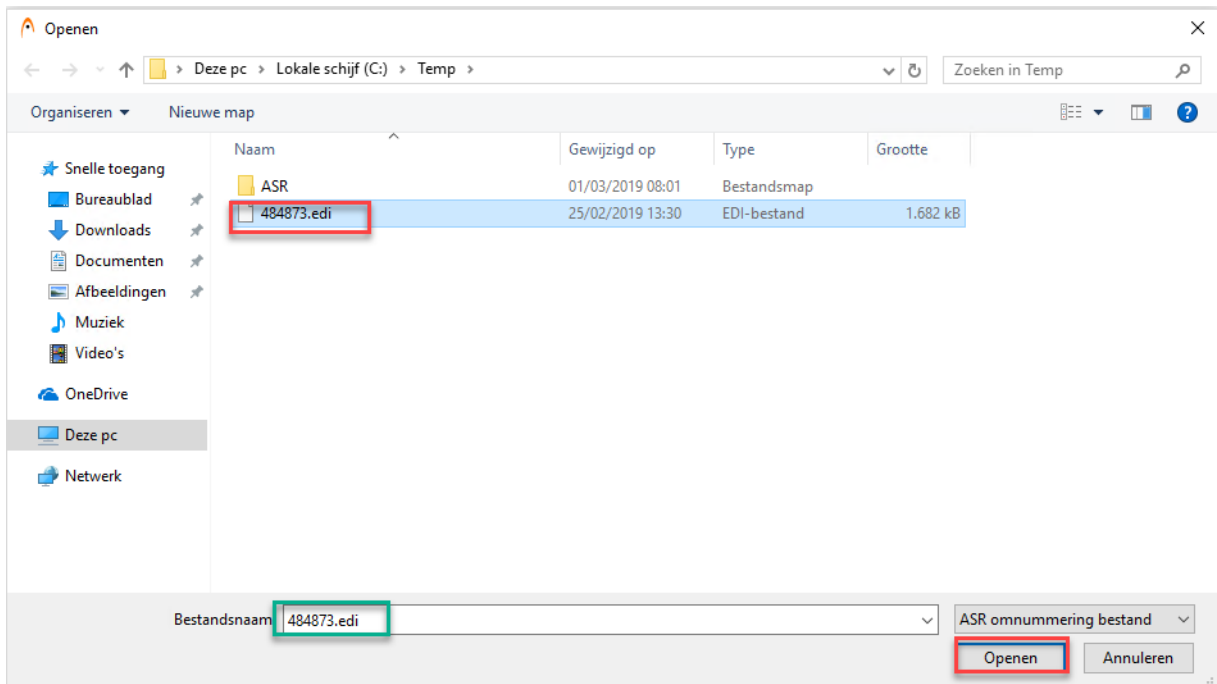 Openen
Deze pc > Lokale schijf (C:) > Temp >
Zoeken in Temp
Organiseren
Nieuwe map
Naam
Gewijzigd op
Type
Grootte
Snelle toegang
Bureaublad
Downloads
Documenten
Afbeeldingen
Muziek
Video's
OneDrive
Deze pc
Netwerk
ASR 01/03/2019 08:01 Bestandsmap
484873.edi 25/02/2019 13:30 EDI-bestand 1.682 kB
Bestandsnaam 484873.edi
ASR omnummering bestand
Openen
Annuleren